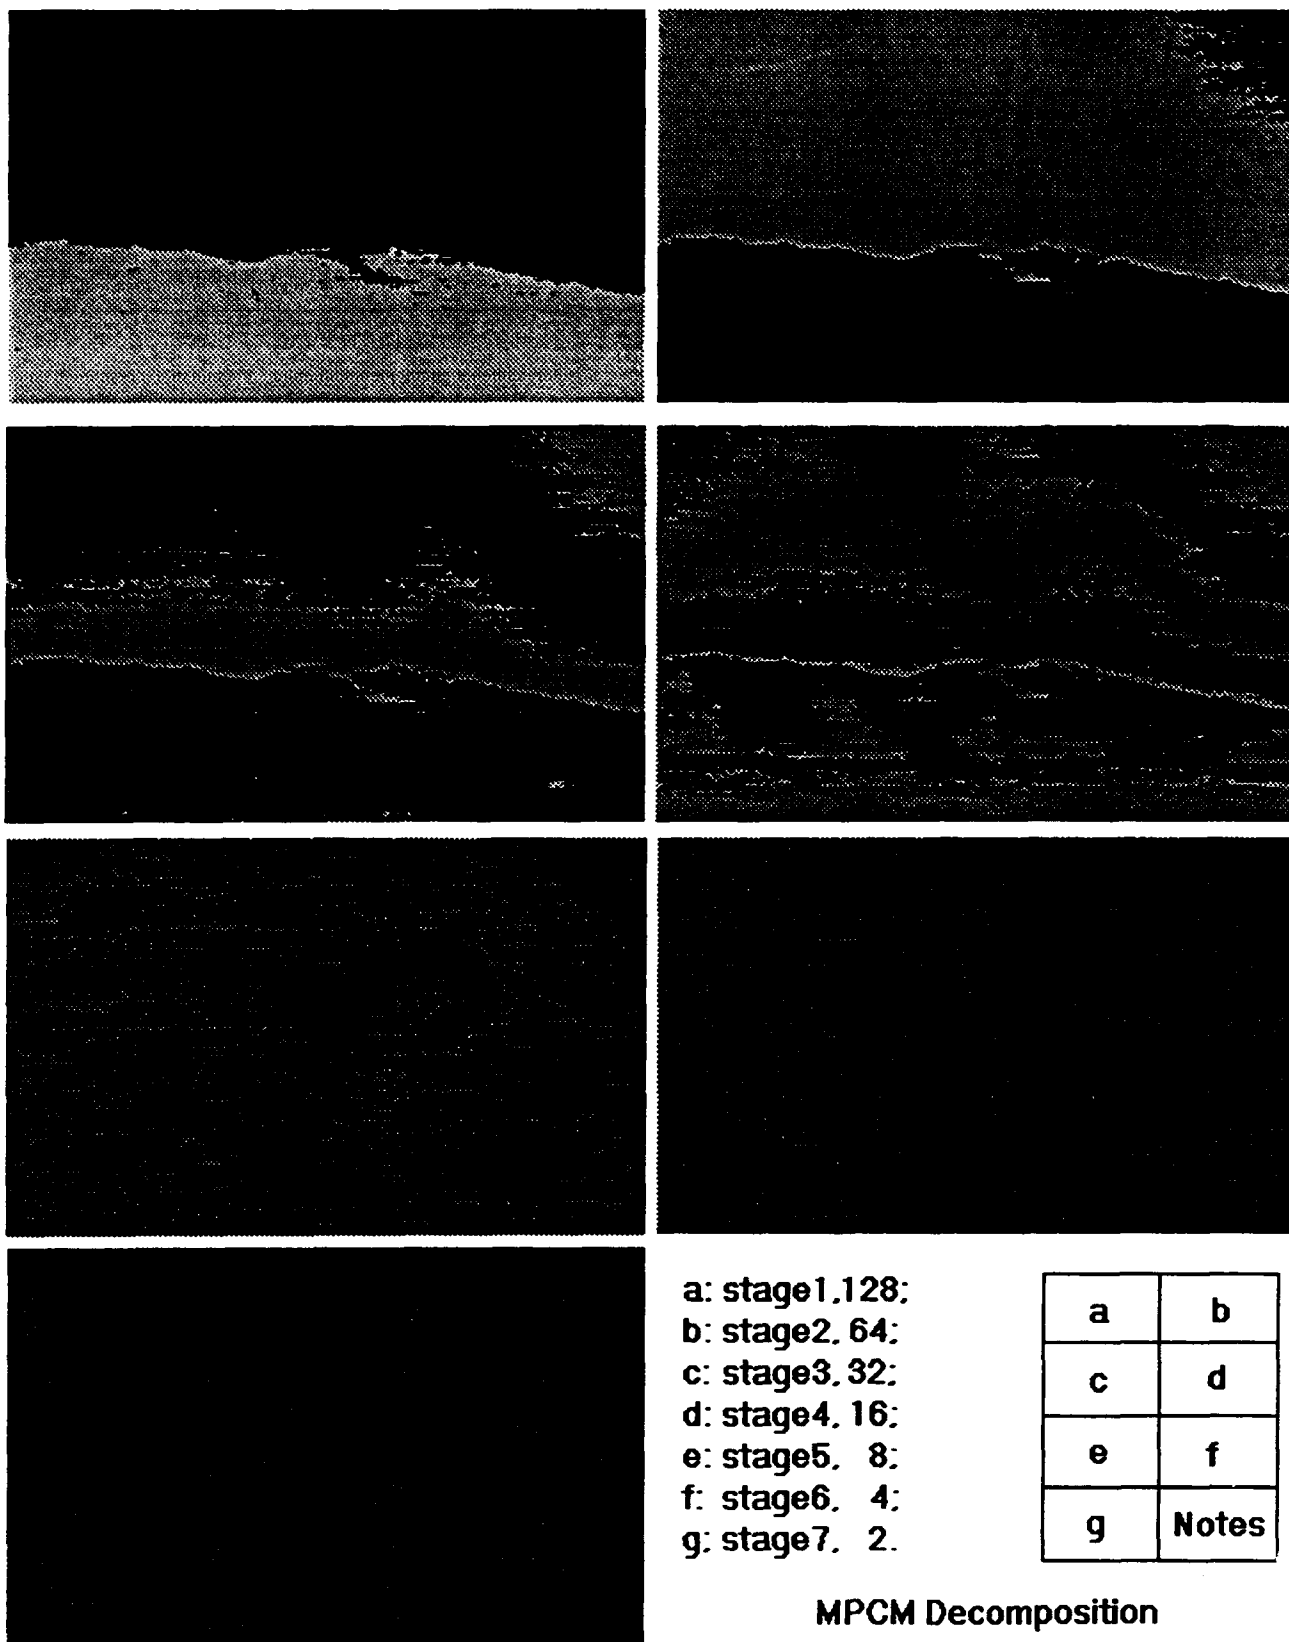 a: stage1,128;
b: stage2, 64;
c: stage3, 32;
d: stage4, 16;
e: stage5, 8;
f: stage6, 4;
g: stage7, 2.
a b
c d
e f
g Notes
MPCM Decomposition